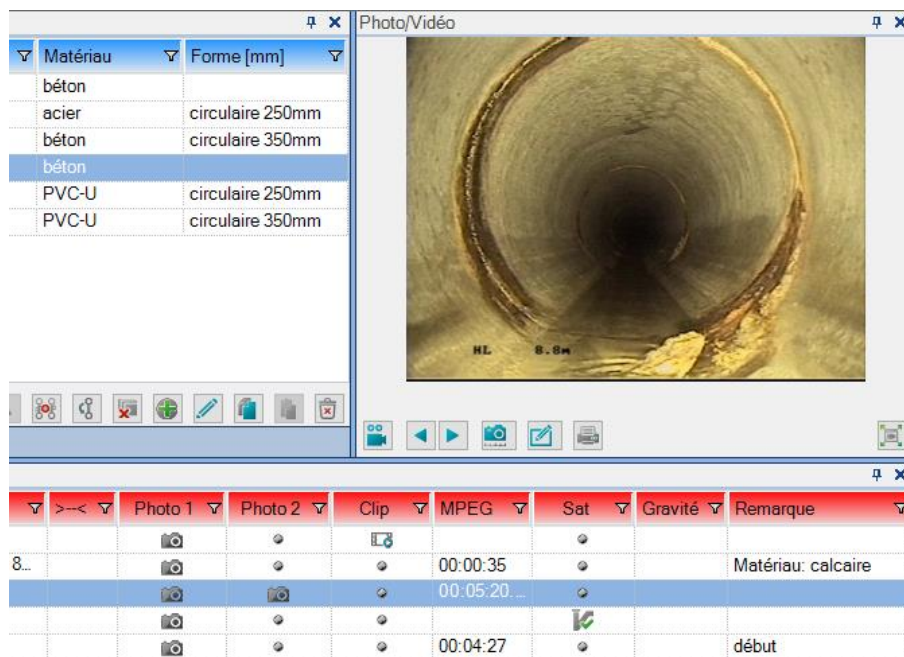 Matériau Forme [mm]
béton
acier circulaire 250mm
béton circulaire 350mm
béton
PVC-U circulaire 250mm
PVC-U circulaire 350mm
Photo/Vidéo
HL 8.8m
>--< Photo 1 Photo 2 Clip MPEG Sat Gravité Remarque
8... 00:00:35 Matériau: calcaire
00:05:20...
00:04:27 début